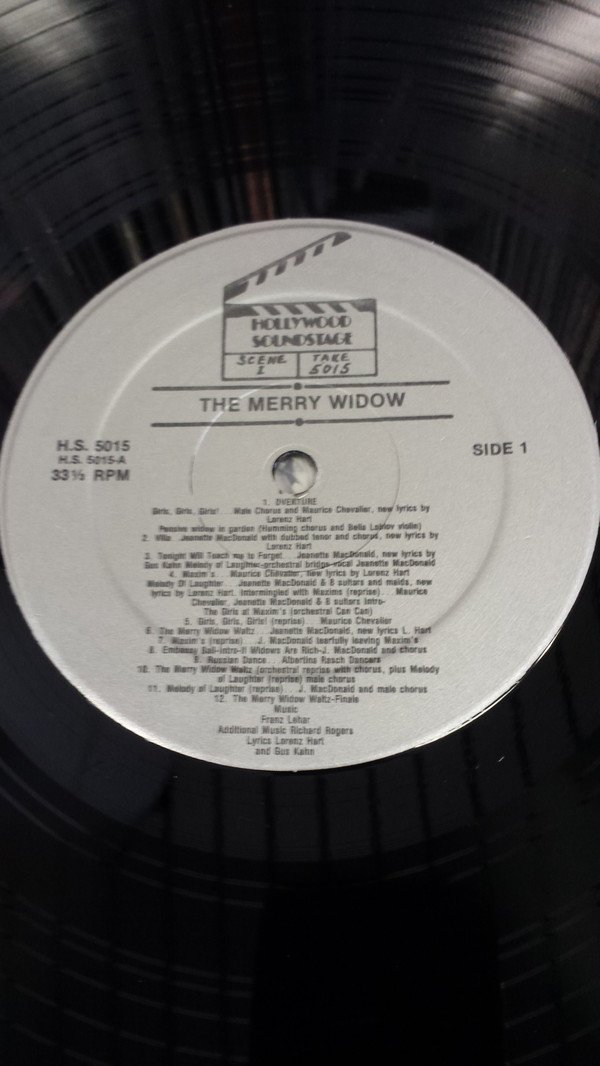 HOLLYWOOD
SOUNDSTAGE
SCENE TAKE
1 5015
THE MERRY WIDOW
H.S. 5015
H.S. 5015-A
33⅓ RPM
SIDE 1
1. OVERTURE
Girls, Girls, Girls! ... Male Chorus and Maurice Chevalier, new lyrics by
Lorenz Hart
Pensive widow in garden (Humming chorus and Bella Loblov violin)
2. Vilia ... Jeanette MacDonald with dubbed tenor and chorus, new lyrics by
Lorenz Hart
3. Tonight Will Teach me to Forget ... Jeanette MacDonald, new lyrics by
Gus Kahn Melody of Laughter-orchestral bridge-vocal Jeanette MacDonald
4. Maxim's ... Maurice Chevalier, new lyrics by Lorenz Hart
Melody Of Laughter ... Jeanette MacDonald & 8 suitors and maids, new
lyrics by Lorenz Hart. Intermingled with Maxims (reprise) ... Maurice
Chevalier, Jeanette MacDonald & 8 suitors Intro-
The Girls at Maxim's (orchestral Can Can)
5. Girls, Girls, Girls! (reprise) ... Maurice Chevalier
6. The Merry Widow Waltz ... Jeanette MacDonald, new lyrics L. Hart
7. Maxim's (reprise) ... J. MacDonald tearfully leaving Maxim's
8. Embassy Ball-intro-If Widows Are Rich-J. MacDonald and chorus
9. Russian Dance ... Albertina Rasch Dancers
10. The Merry Widow Waltz (orchestral reprise with chorus, plus Melody
of Laughter (reprise) male chorus
11. Melody of Laughter (reprise) ... J. MacDonald and male chorus
12. The Merry Widow Waltz-Finale
Music
Franz Lehar
Additional Music Richard Rogers
Lyrics Lorenz Hart
and Gus Kahn